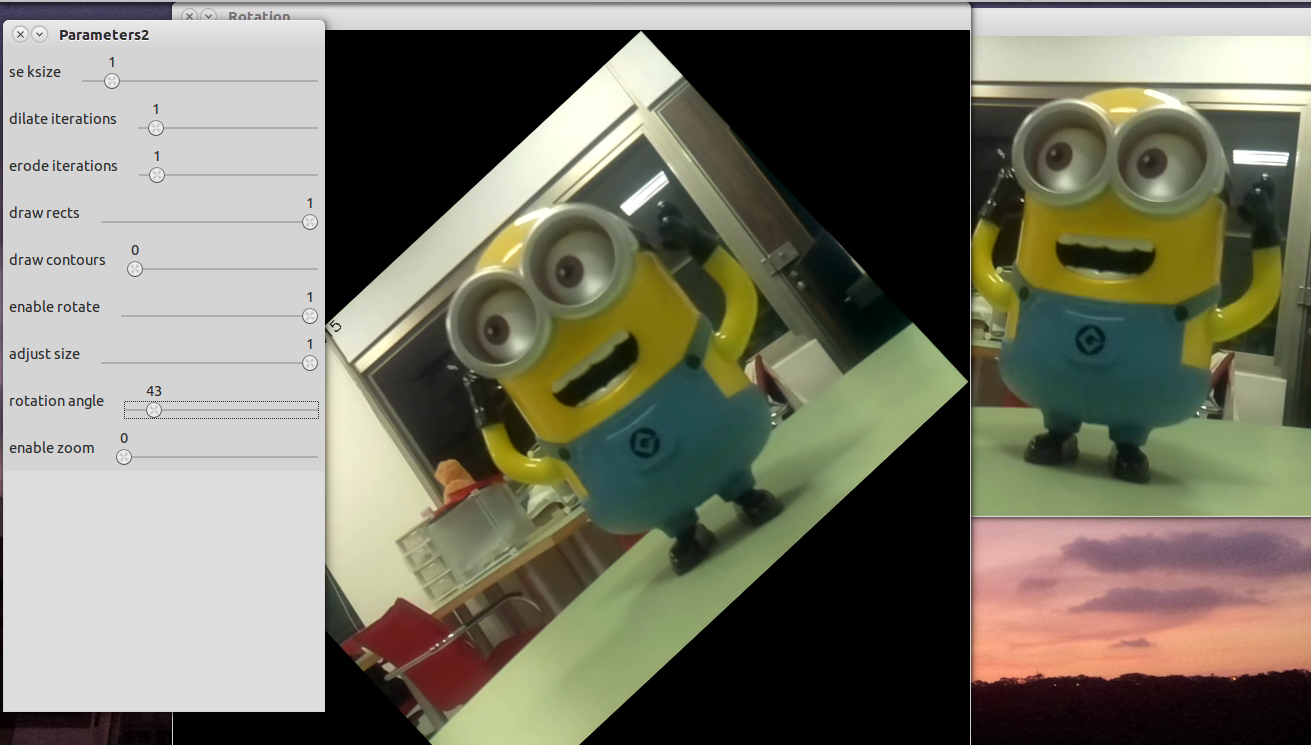 Rotation
Parameters2
1
se ksize
1
dilate iterations
1
erode iterations
1
draw rects
0
draw contours
1
enable rotate
1
adjust size
43
rotation angle
0
enable zoom